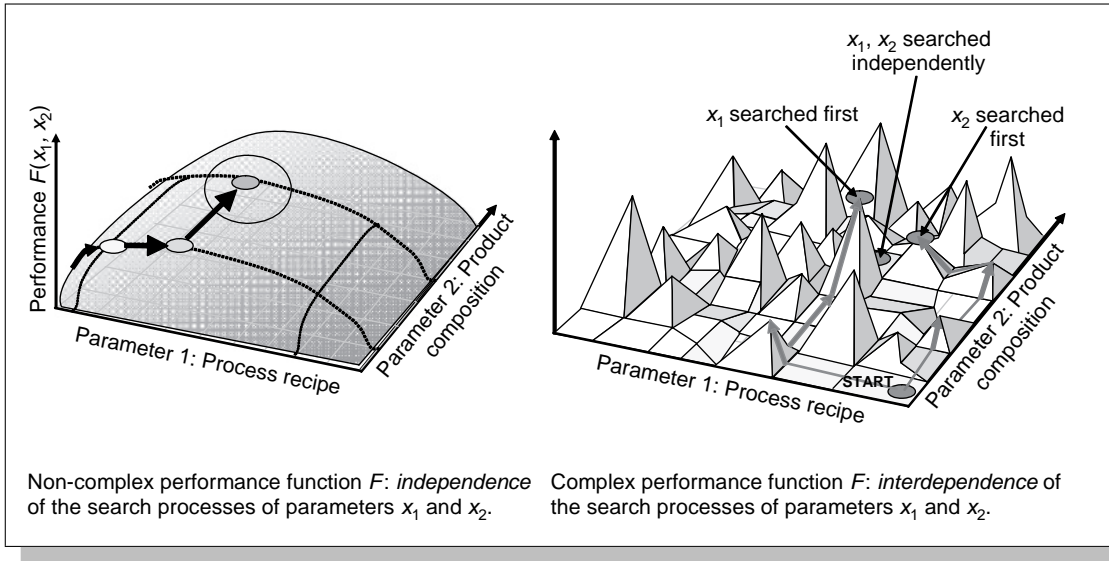 Performance F(x1, x2)
Parameter 1: Process recipe
Parameter 2: Product
composition
x1, x2 searched
independently
x1 searched first
x2 searched
first
START
Parameter 1: Process recipe
Parameter 2: Product
composition
Non-complex performance function F: independence
of the search processes of parameters x1 and x2.
Complex performance function F: interdependence of
the search processes of parameters x1 and x2.